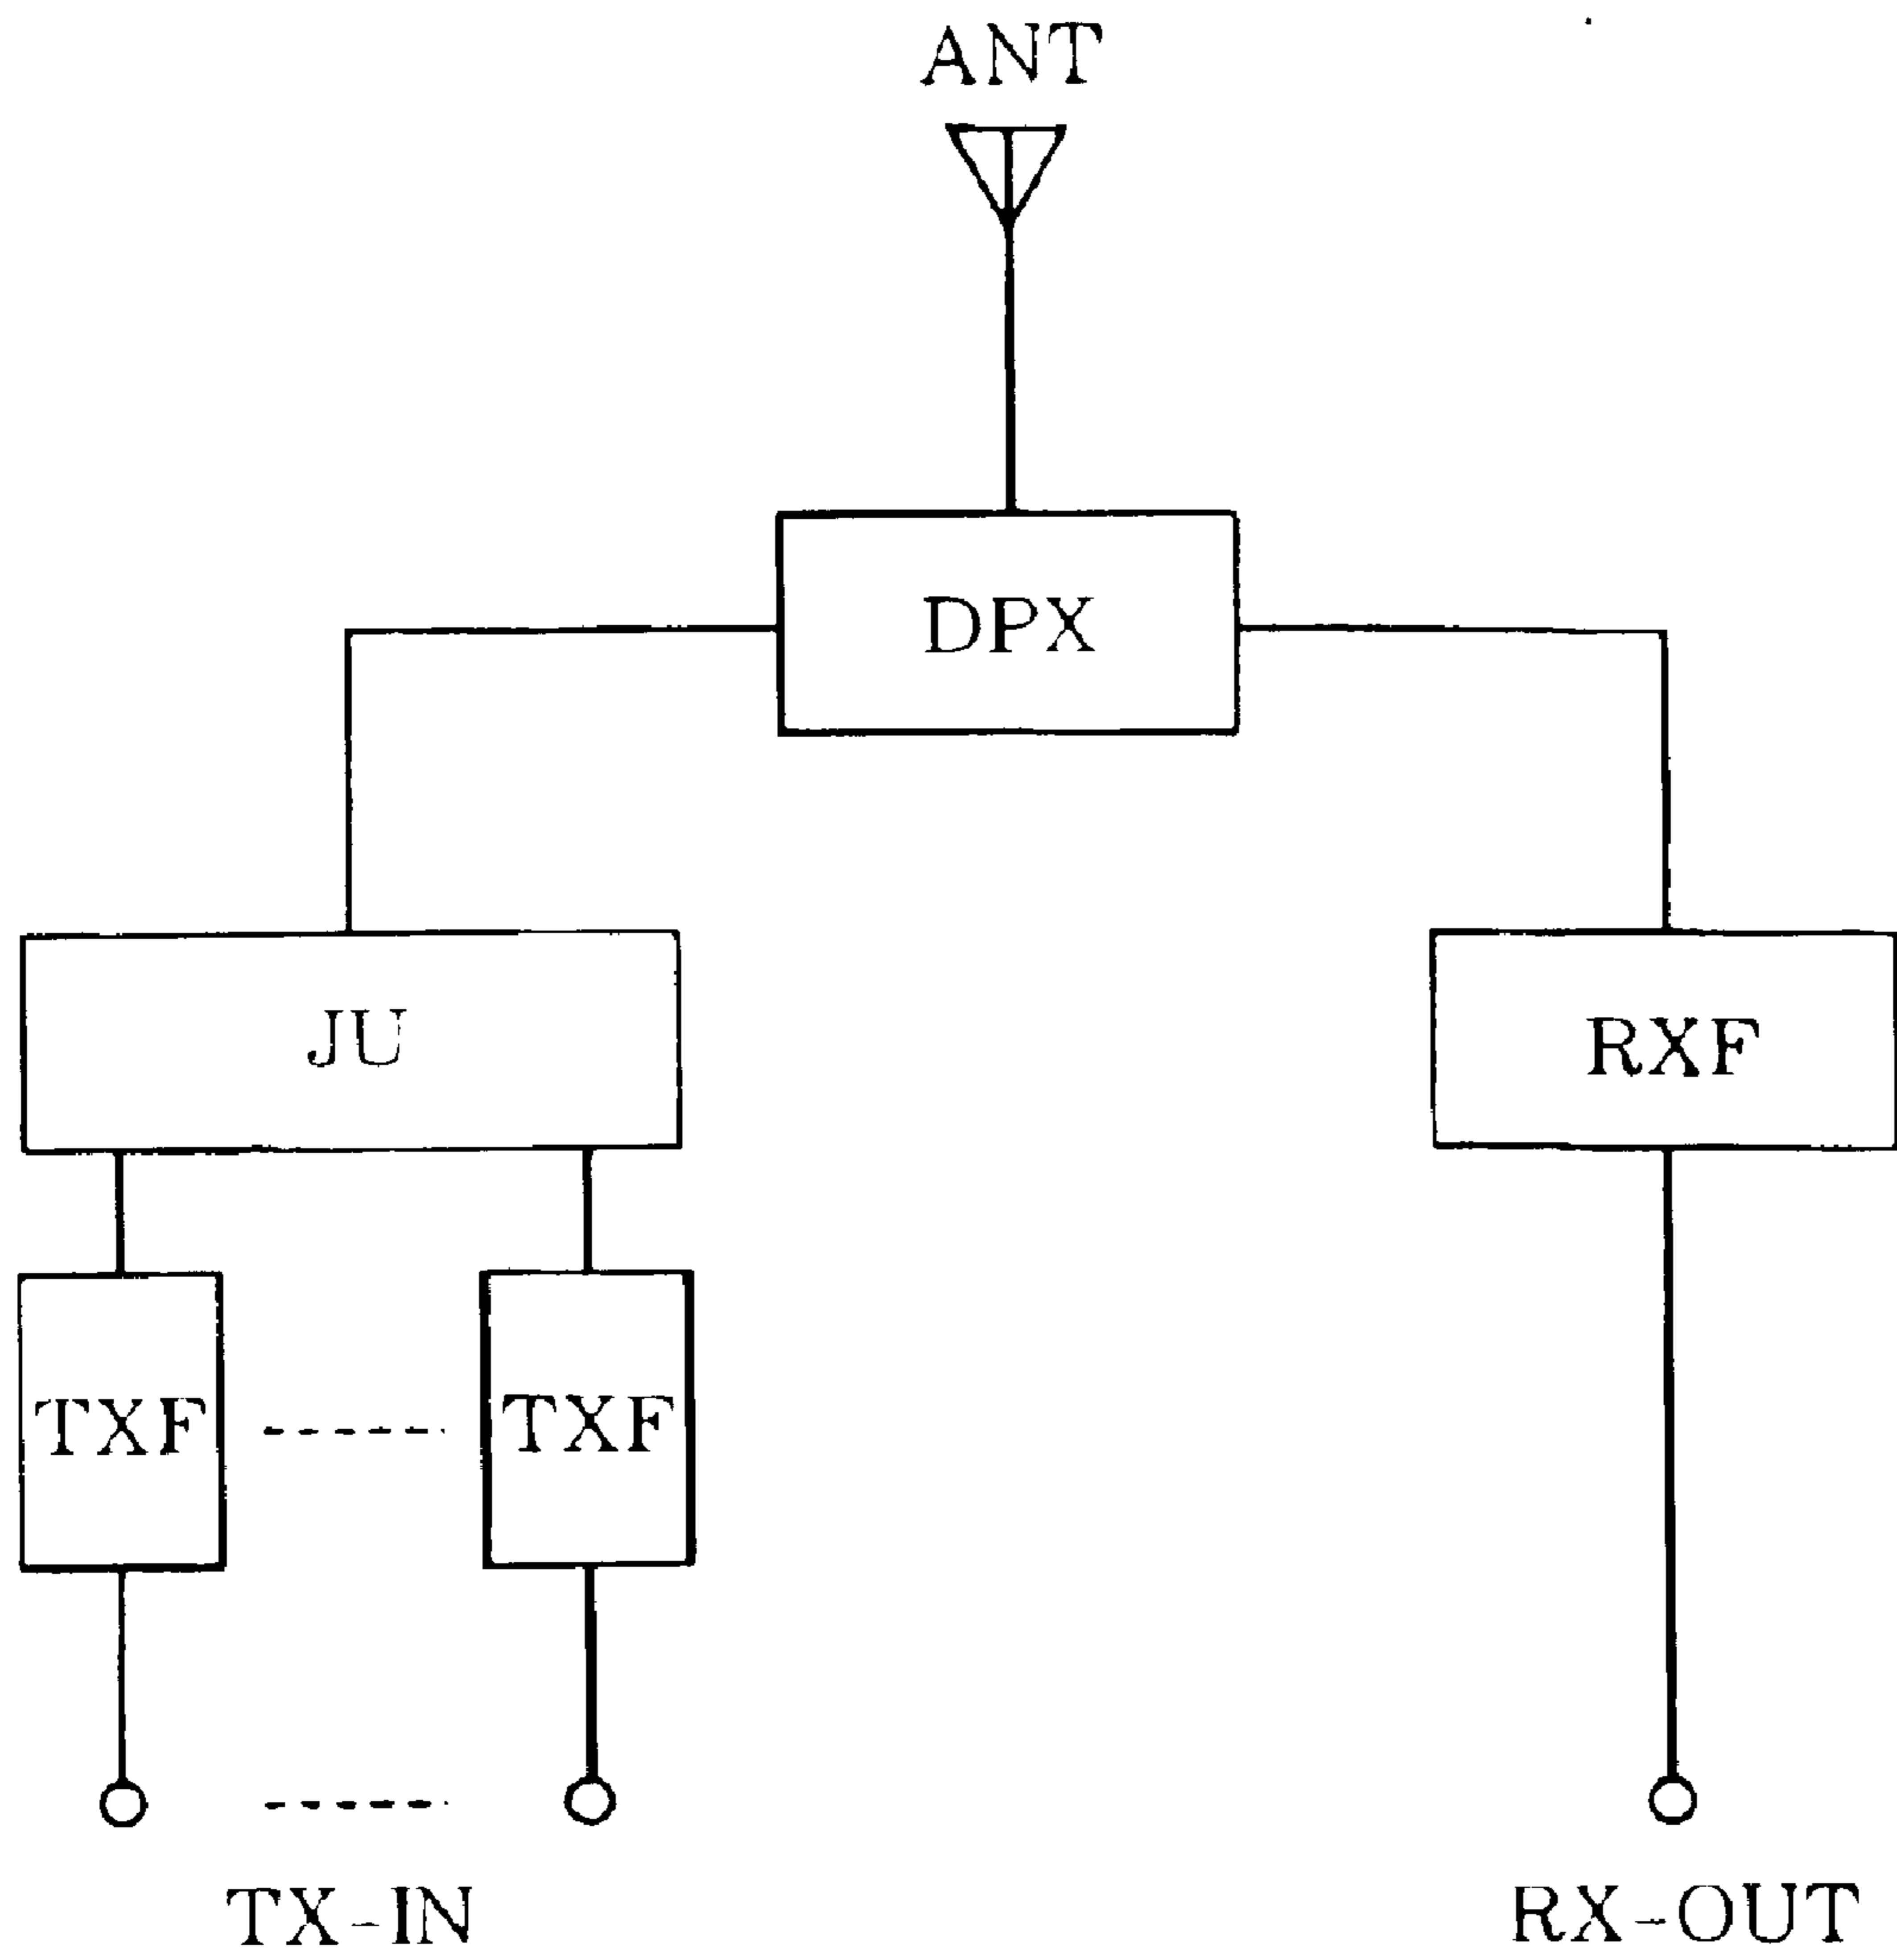 ANT
DPX
JU
RXF
TXF
TXF
TX-IN
RX-OUT